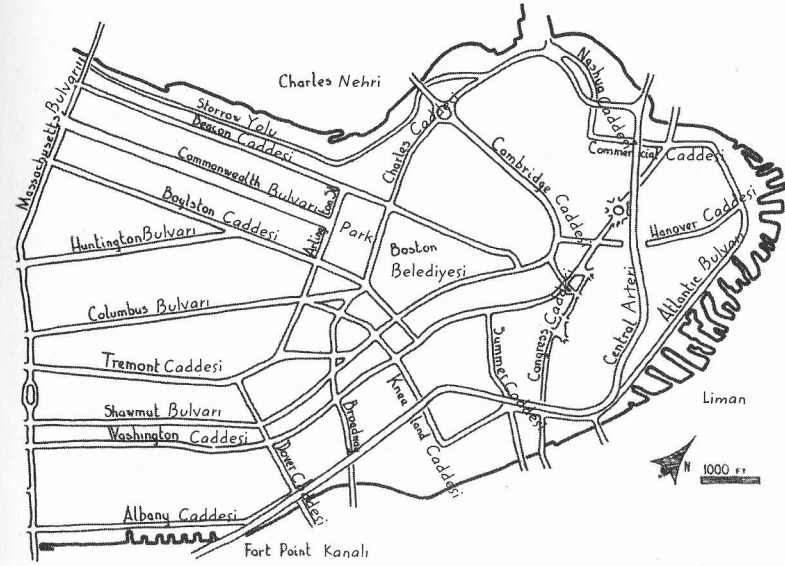 Charles Nehri
Nashua Caddesi
Massachusetts Bulvarı
Storrow Yolu
Beacon Caddesi
Charles Caddesi
Commercial Caddesi
Commonwealth Bulvarı
Cambridge Caddesi
Arlington
Boylston Caddesi
Park
Hanover Caddesi
Huntington Bulvarı
Boston
Belediyesi
Atlantic Bulvarı
Columbus Bulvarı
Congress Caddesi
Central Arteri
Summer Caddesi
Tremont Caddesi
Kneeland Caddesi
Liman
Shawmut Bulvarı
Broadway
Washington Caddesi
Dover Caddesi
N
1000 FT
Albany Caddesi
Fort Point Kanalı